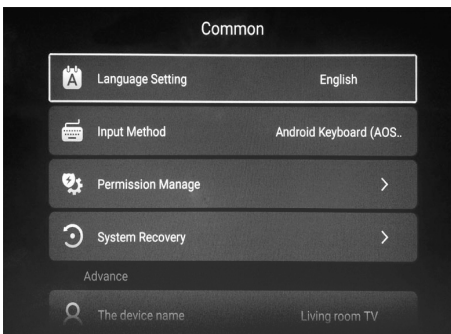 Common
Language Setting English
Input Method Android Keyboard (AOS..
Permission Manage
System Recovery
Advance
The device name Living room TV